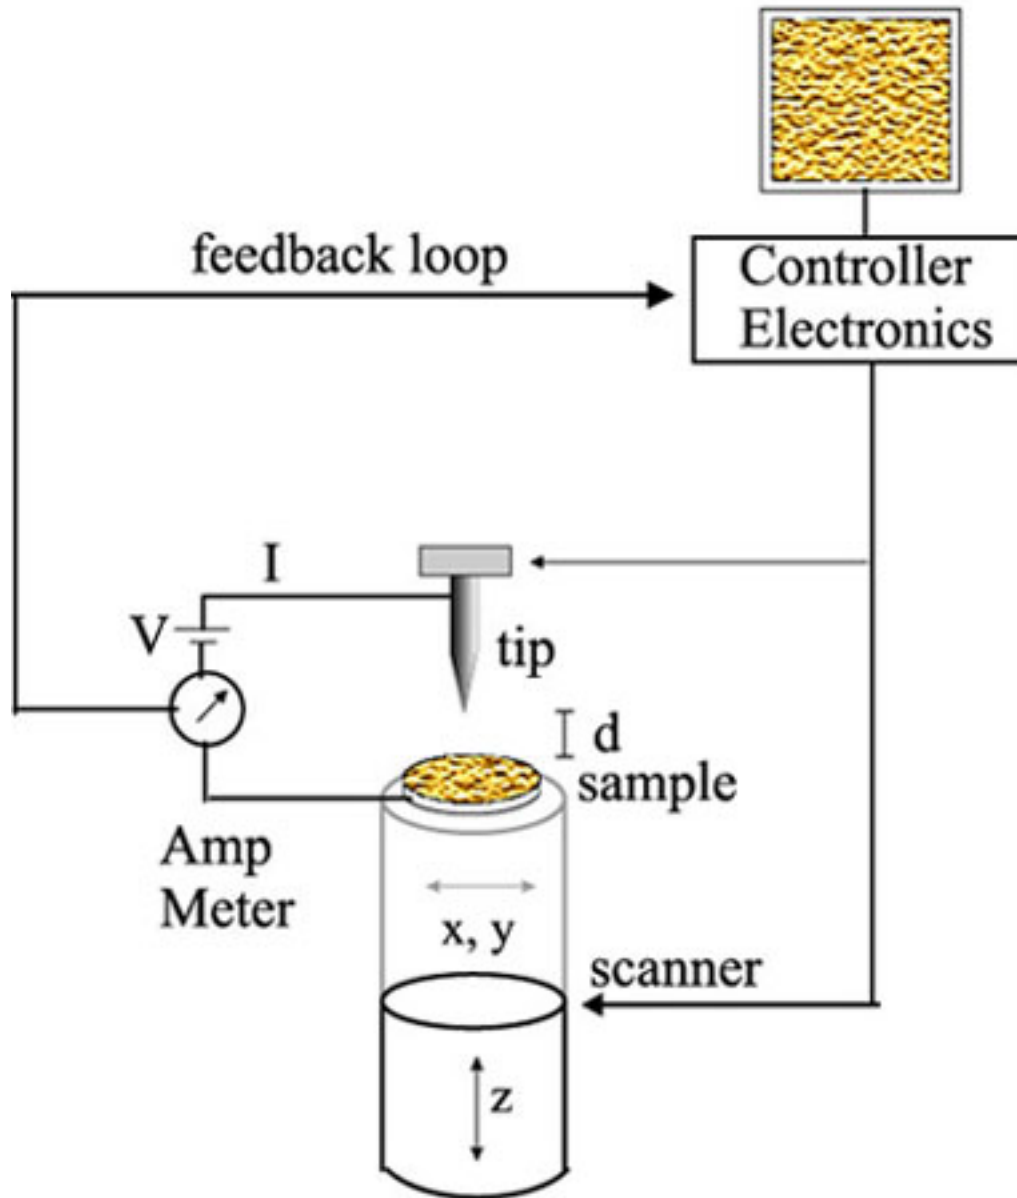 feedback loop
Controller
Electronics
I
V
tip
d
sample
Amp
Meter
x, y
scanner
z